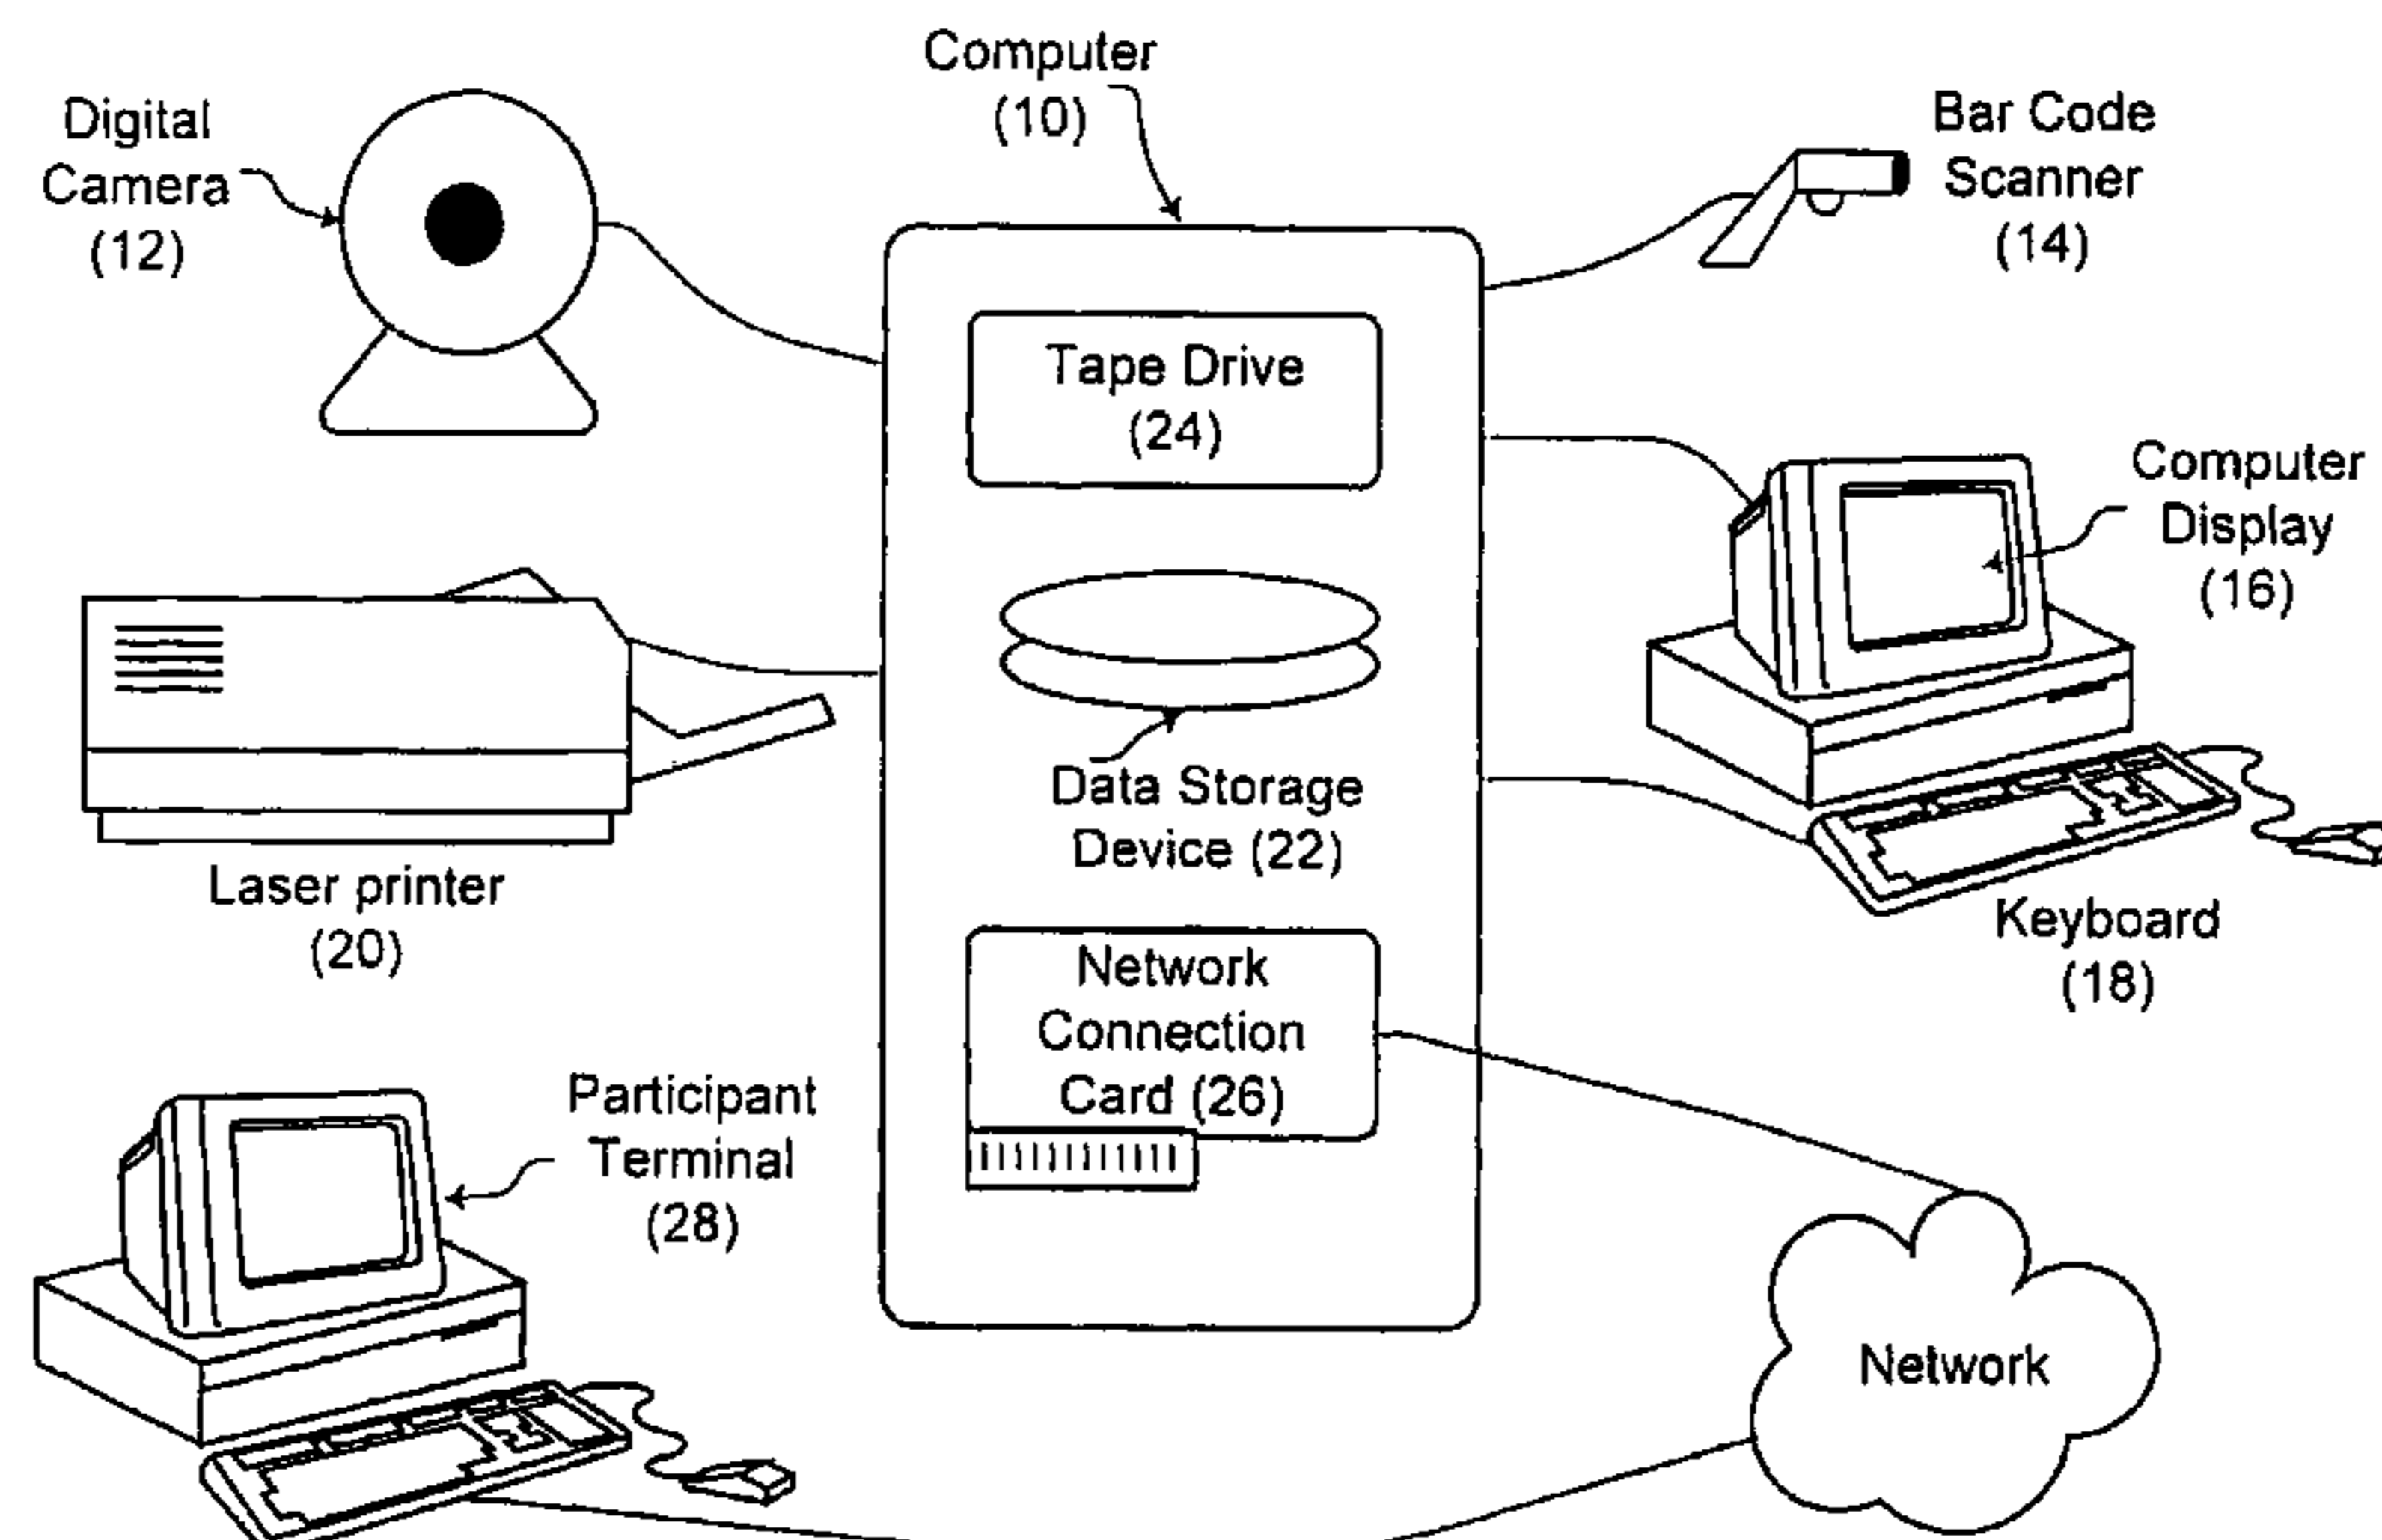 Computer
(10)
Digital
Camera
(12)
Bar Code
Scanner
(14)
Tape Drive
(24)
Computer
Display
(16)
Data Storage
Device (22)
Laser printer
(20)
Keyboard
(18)
Network
Connection
Card (26)
Participant
Terminal
(28)
Network